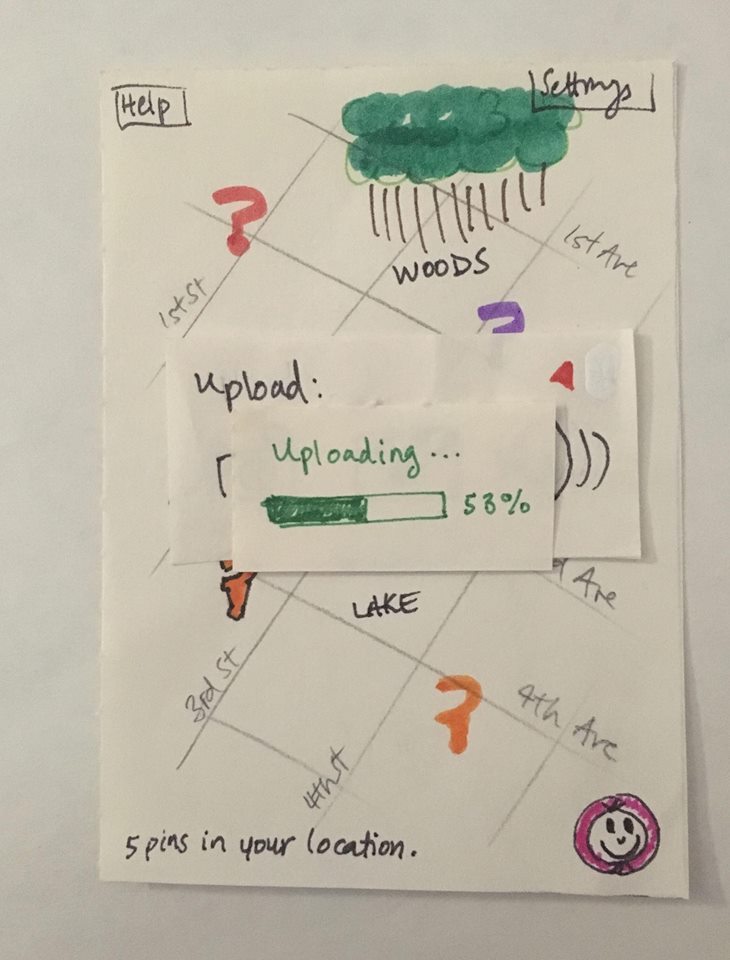 Help
Settings
1st Ave
WOODS
1st St
Upload:
Uploading...
53%
Ave
LAKE
3rd St
4th Ave
4th St
5 pins in your location.